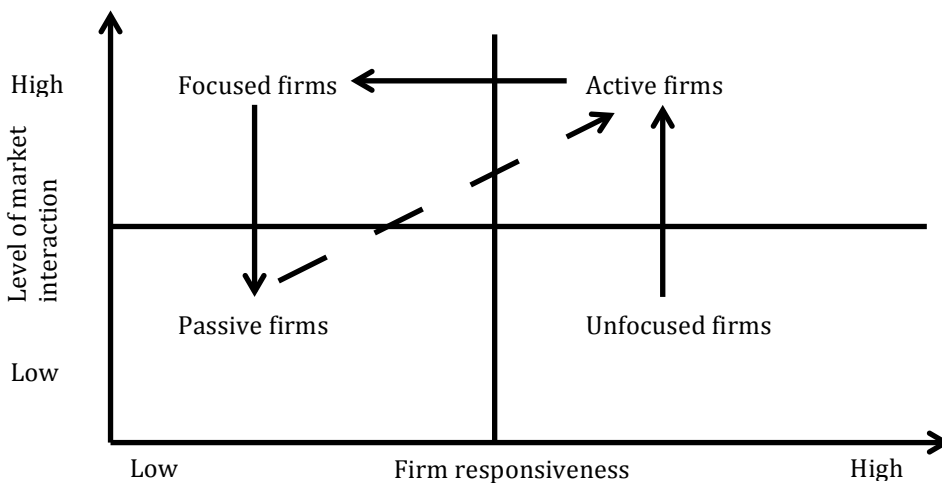 High
Focused firms
Active firms
Level of market
interaction
Passive firms
Unfocused firms
Low
Low
Firm responsiveness
High